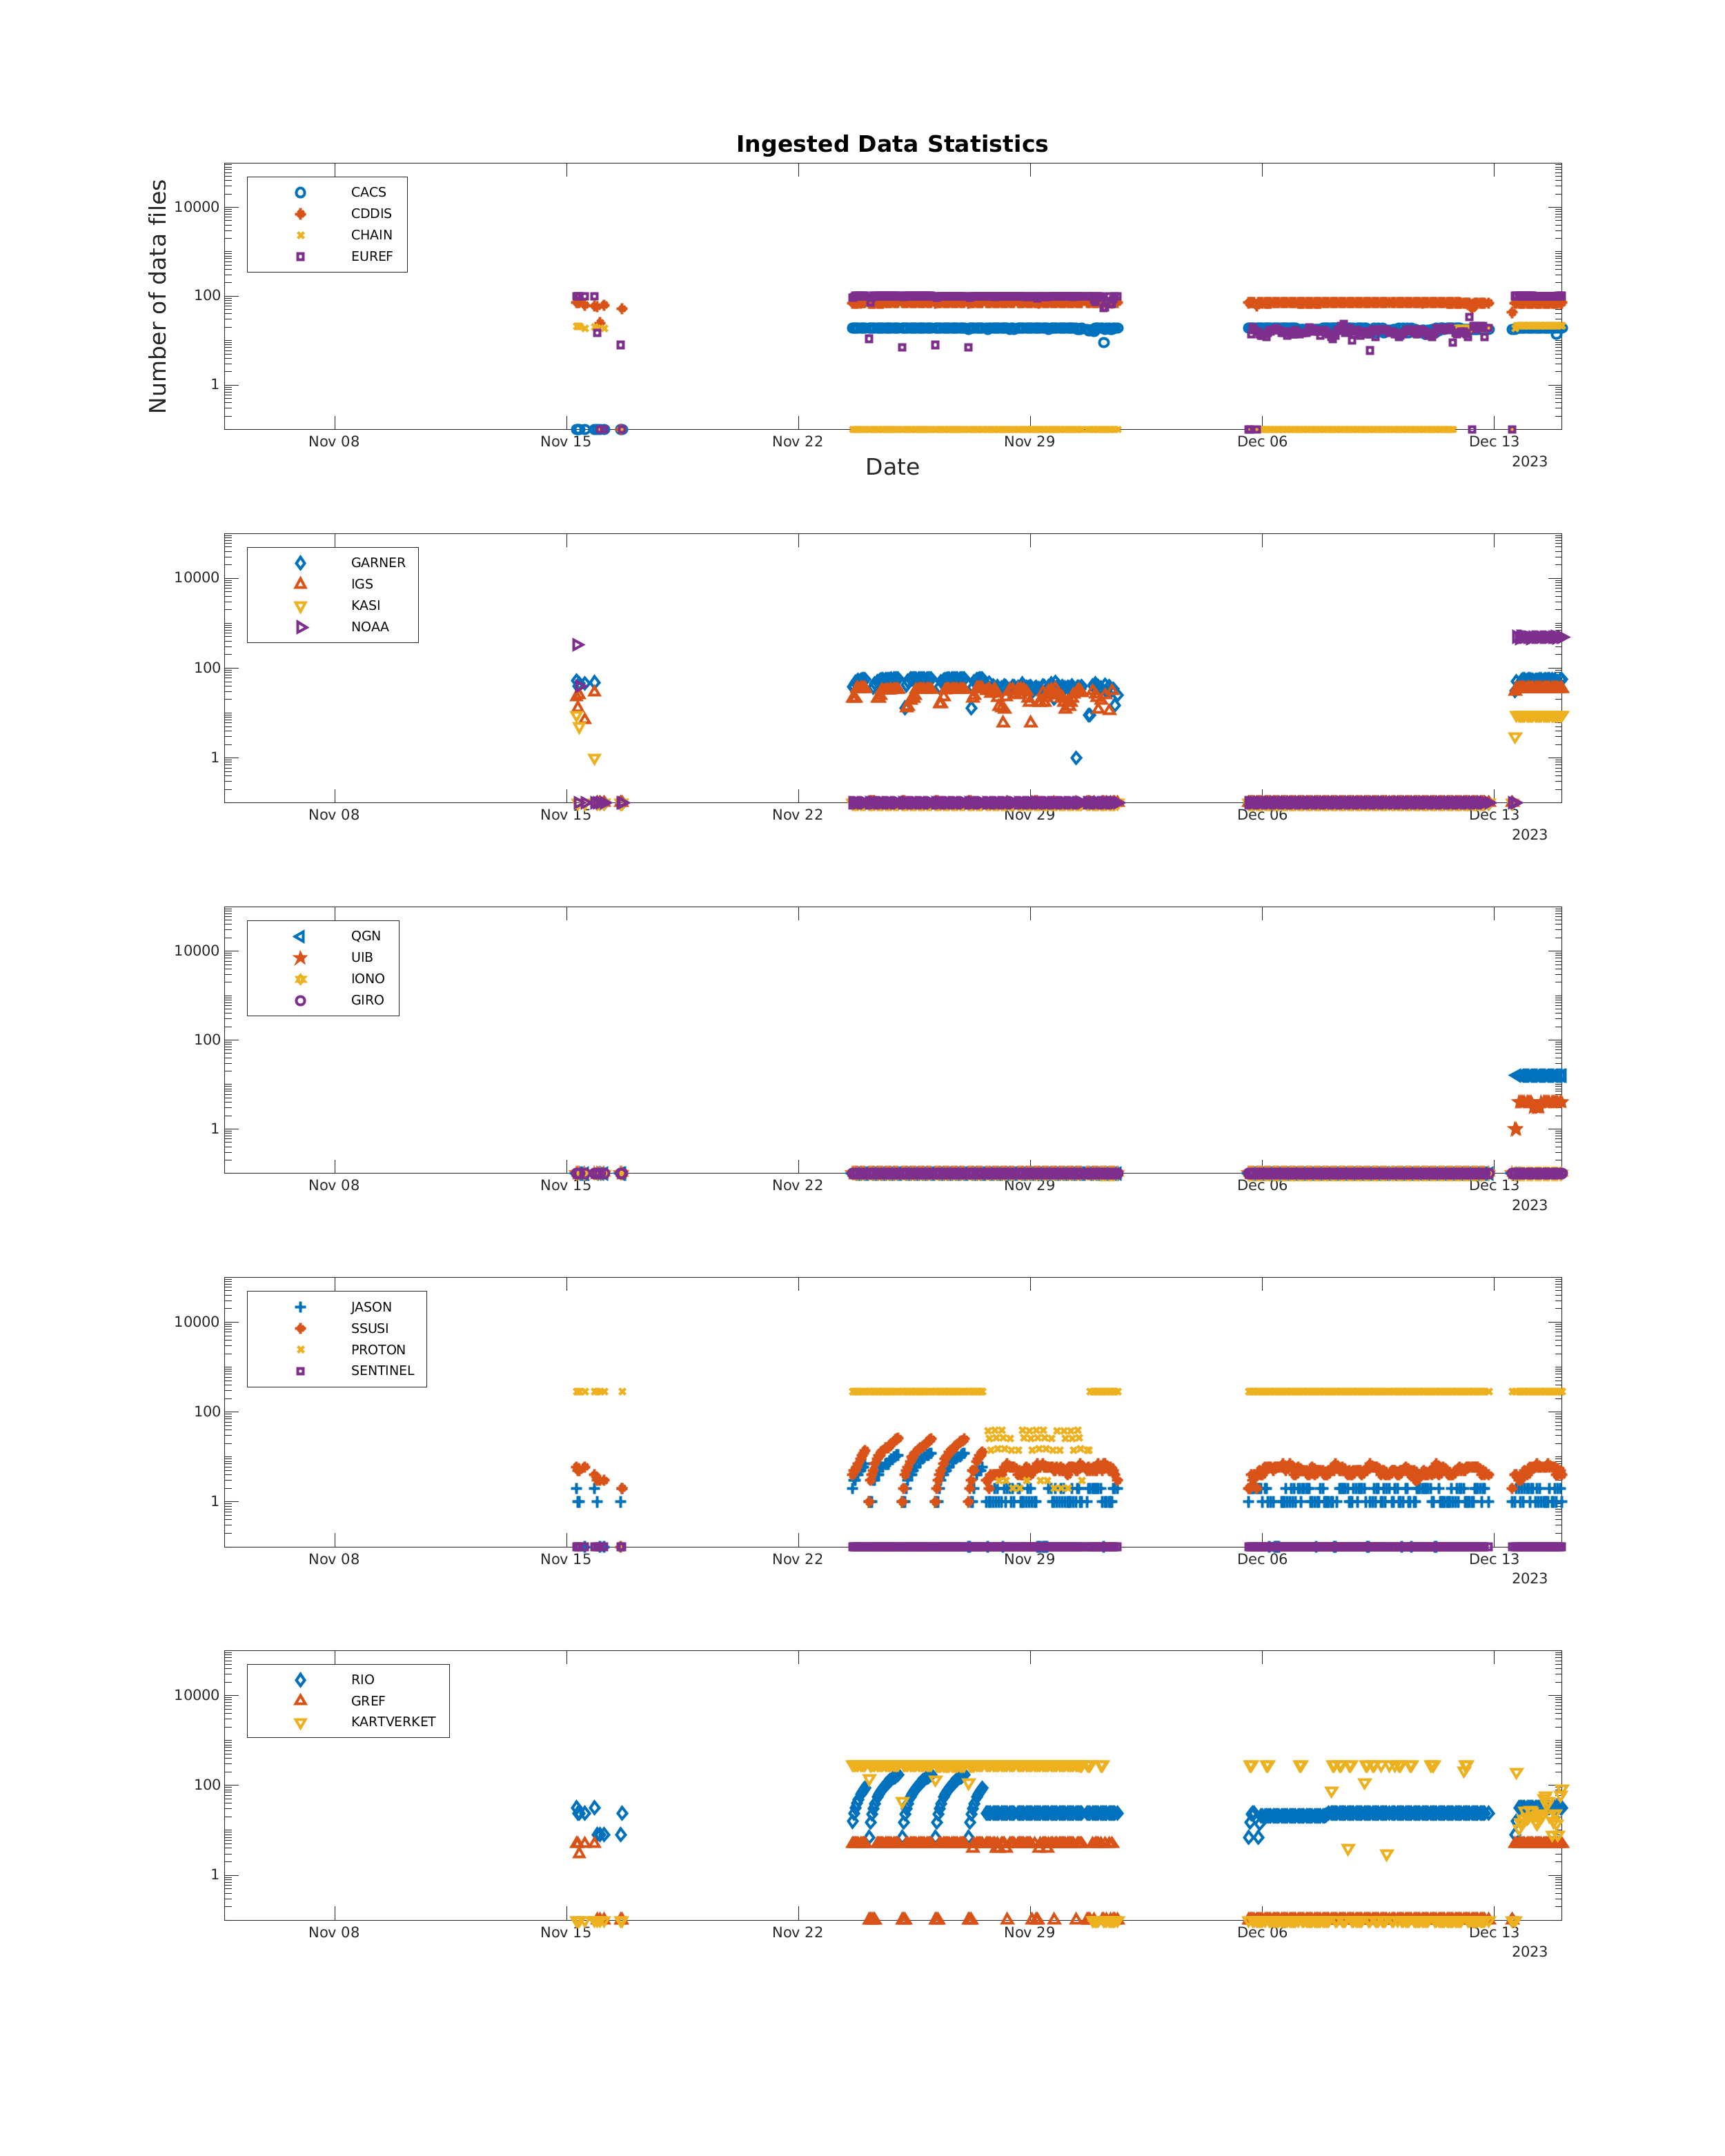 Ingested Data Statistics
Number of data files
10000
100
1
CACS
CDDIS
CHAIN
EUREF
Nov 08 Nov 15 Nov 22 Nov 29 Dec 06 Dec 13
2023
Date
10000
100
1
GARNER
IGS
KASI
NOAA
Nov 08 Nov 15 Nov 22 Nov 29 Dec 06 Dec 13
2023
10000
100
1
QGN
UIB
IONO
GIRO
Nov 08 Nov 15 Nov 22 Nov 29 Dec 06 Dec 13
2023
10000
100
1
JASON
SSUSI
PROTON
SENTINEL
Nov 08 Nov 15 Nov 22 Nov 29 Dec 06 Dec 13
2023
10000
100
1
RIO
GREF
KARTVERKET
Nov 08 Nov 15 Nov 22 Nov 29 Dec 06 Dec 13
2023